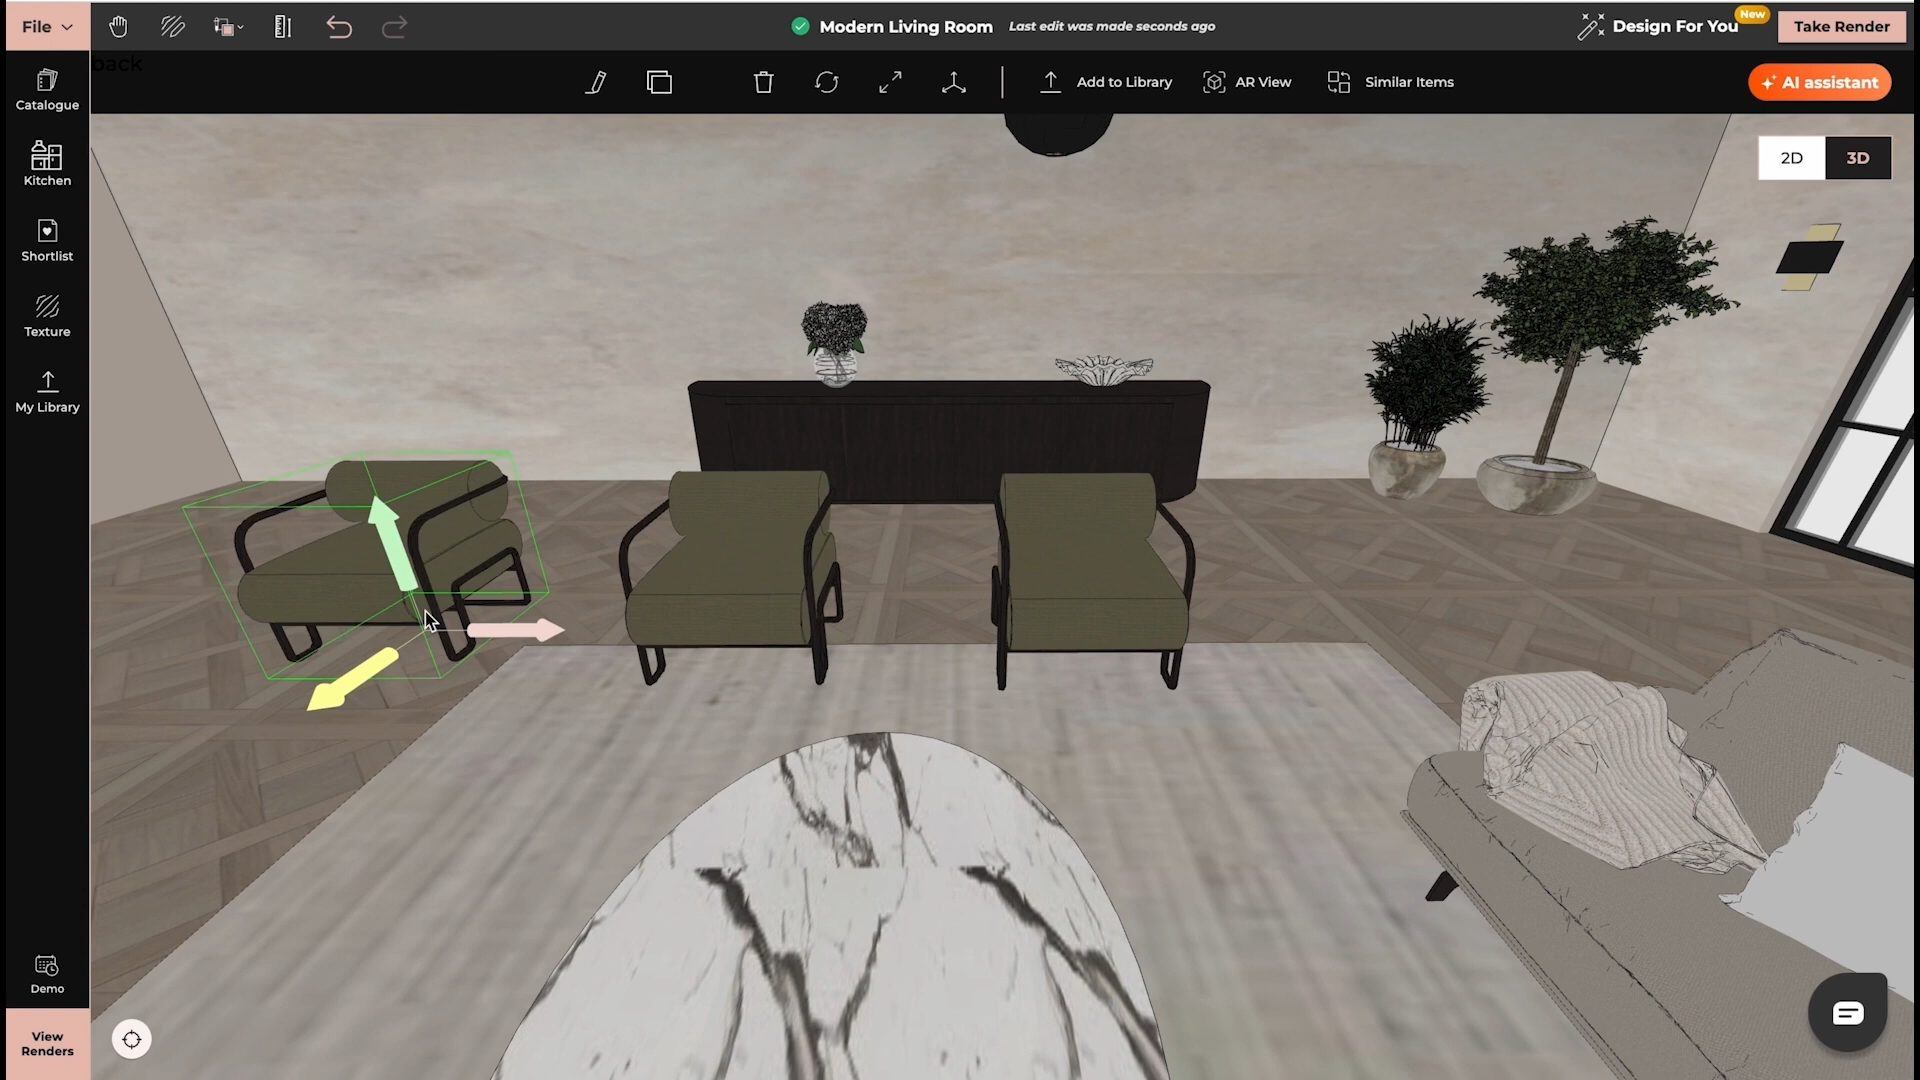 File
Modern Living Room
Last edit was made seconds ago
Design For You
New
Take Render
back
Add to Library
AR View
Similar Items
AI assistant
Catalogue
Kitchen
Shortlist
Texture
My Library
2D
3D
Demo
View
Renders